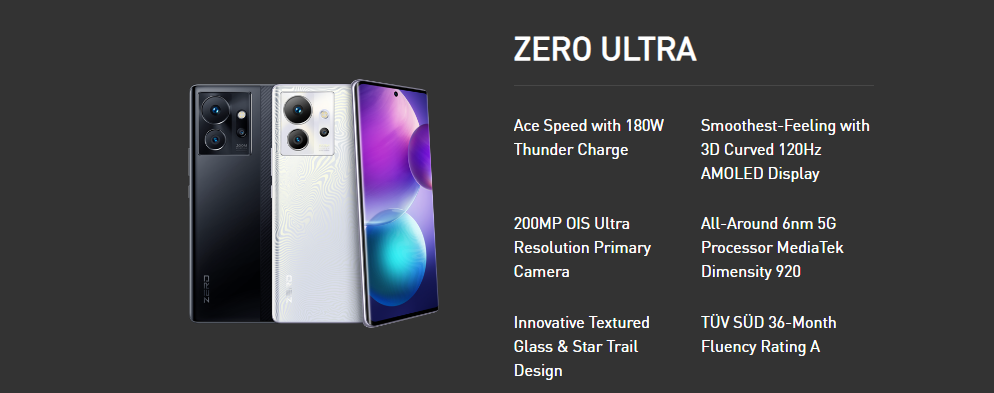 ZERO ULTRA
Ace Speed with 180W
Thunder Charge
Smoothest-Feeling with
3D Curved 120Hz
AMOLED Display
200MP OIS Ultra
Resolution Primary
Camera
All-Around 6nm 5G
Processor MediaTek
Dimensity 920
Innovative Textured
Glass & Star Trail
Design
TÜV SÜD 36-Month
Fluency Rating A
ZERO
ZERO